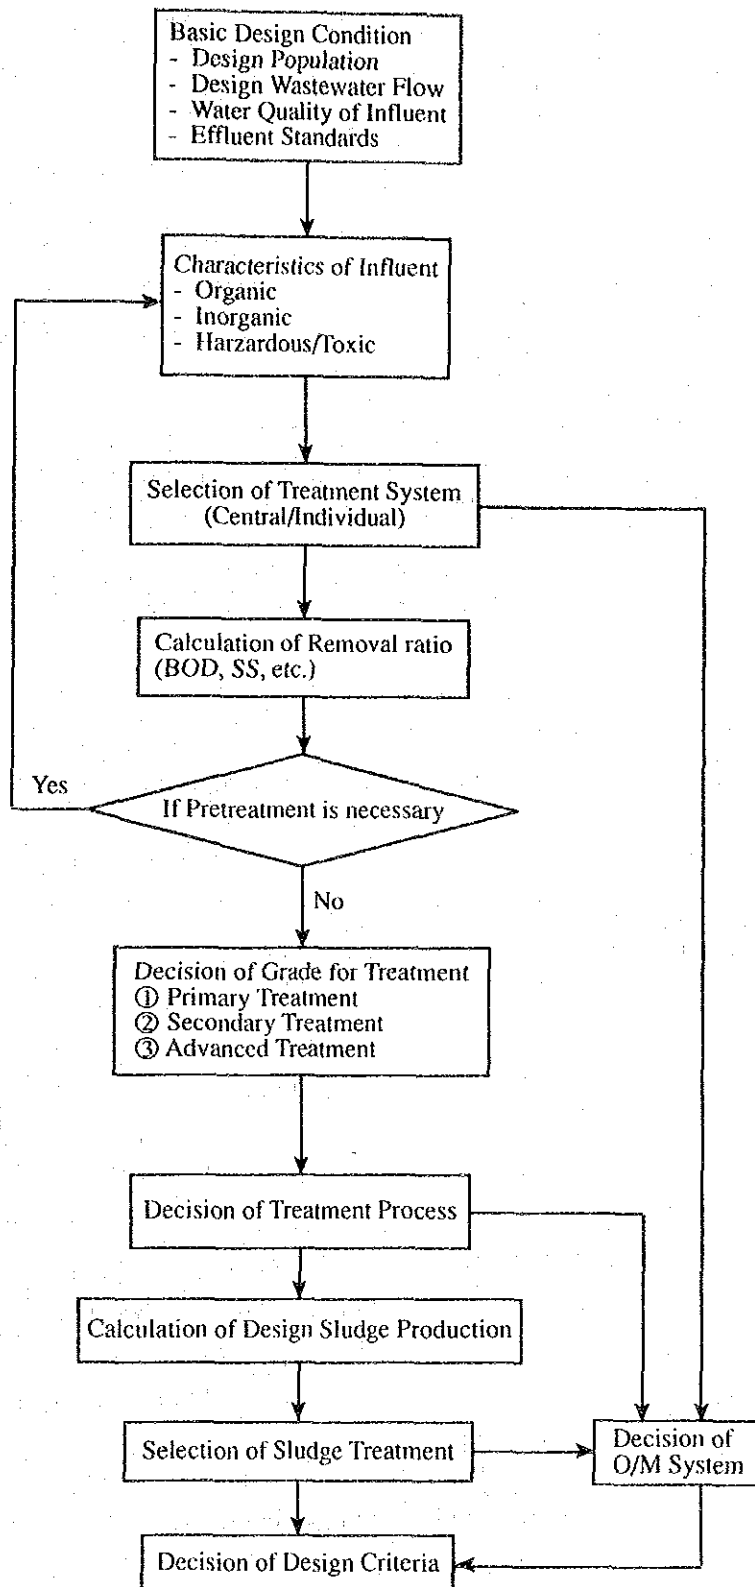 Basic Design Condition
- Design Population
- Design Wastewater Flow
- Water Quality of Influent
- Effluent Standards
Characteristics of Influent
- Organic
- Inorganic
- Harzardous/Toxic
Selection of Treatment System
(Central/Individual)
Calculation of Removal ratio
(BOD, SS, etc.)
Yes
If Pretreatment is necessary
No
Decision of Grade for Treatment
① Primary Treatment
② Secondary Treatment
③ Advanced Treatment
Decision of Treatment Process
Calculation of Design Sludge Production
Selection of Sludge Treatment
Decision of
O/M System
Decision of Design Criteria